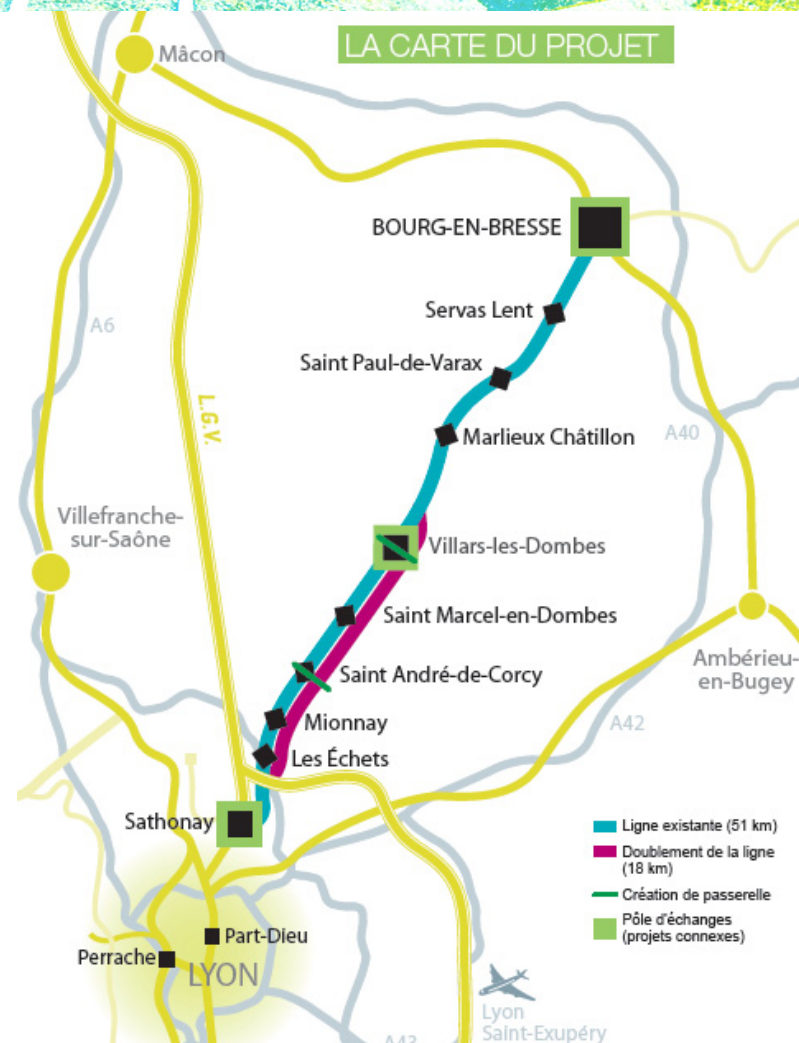 LA CARTE DU PROJET
Mâcon
BOURG-EN-BRESSE
Servas Lent
A6
Saint Paul-de-Varax
L.G.V.
Marlieux Châtillon
A40
Villefranche-
sur-Saône
Villars-les-Dombes
Saint Marcel-en-Dombes
Saint André-de-Corcy
Ambérieu-
en-Bugey
Mionnay
A42
Les Échets
Sathonay
Ligne existante (51 km)
Doublement de la ligne
(18 km)
Création de passerelle
Pôle d'échanges
(projets connexes)
Part-Dieu
Perrache
LYON
Lyon
Saint-Exupéry
A43